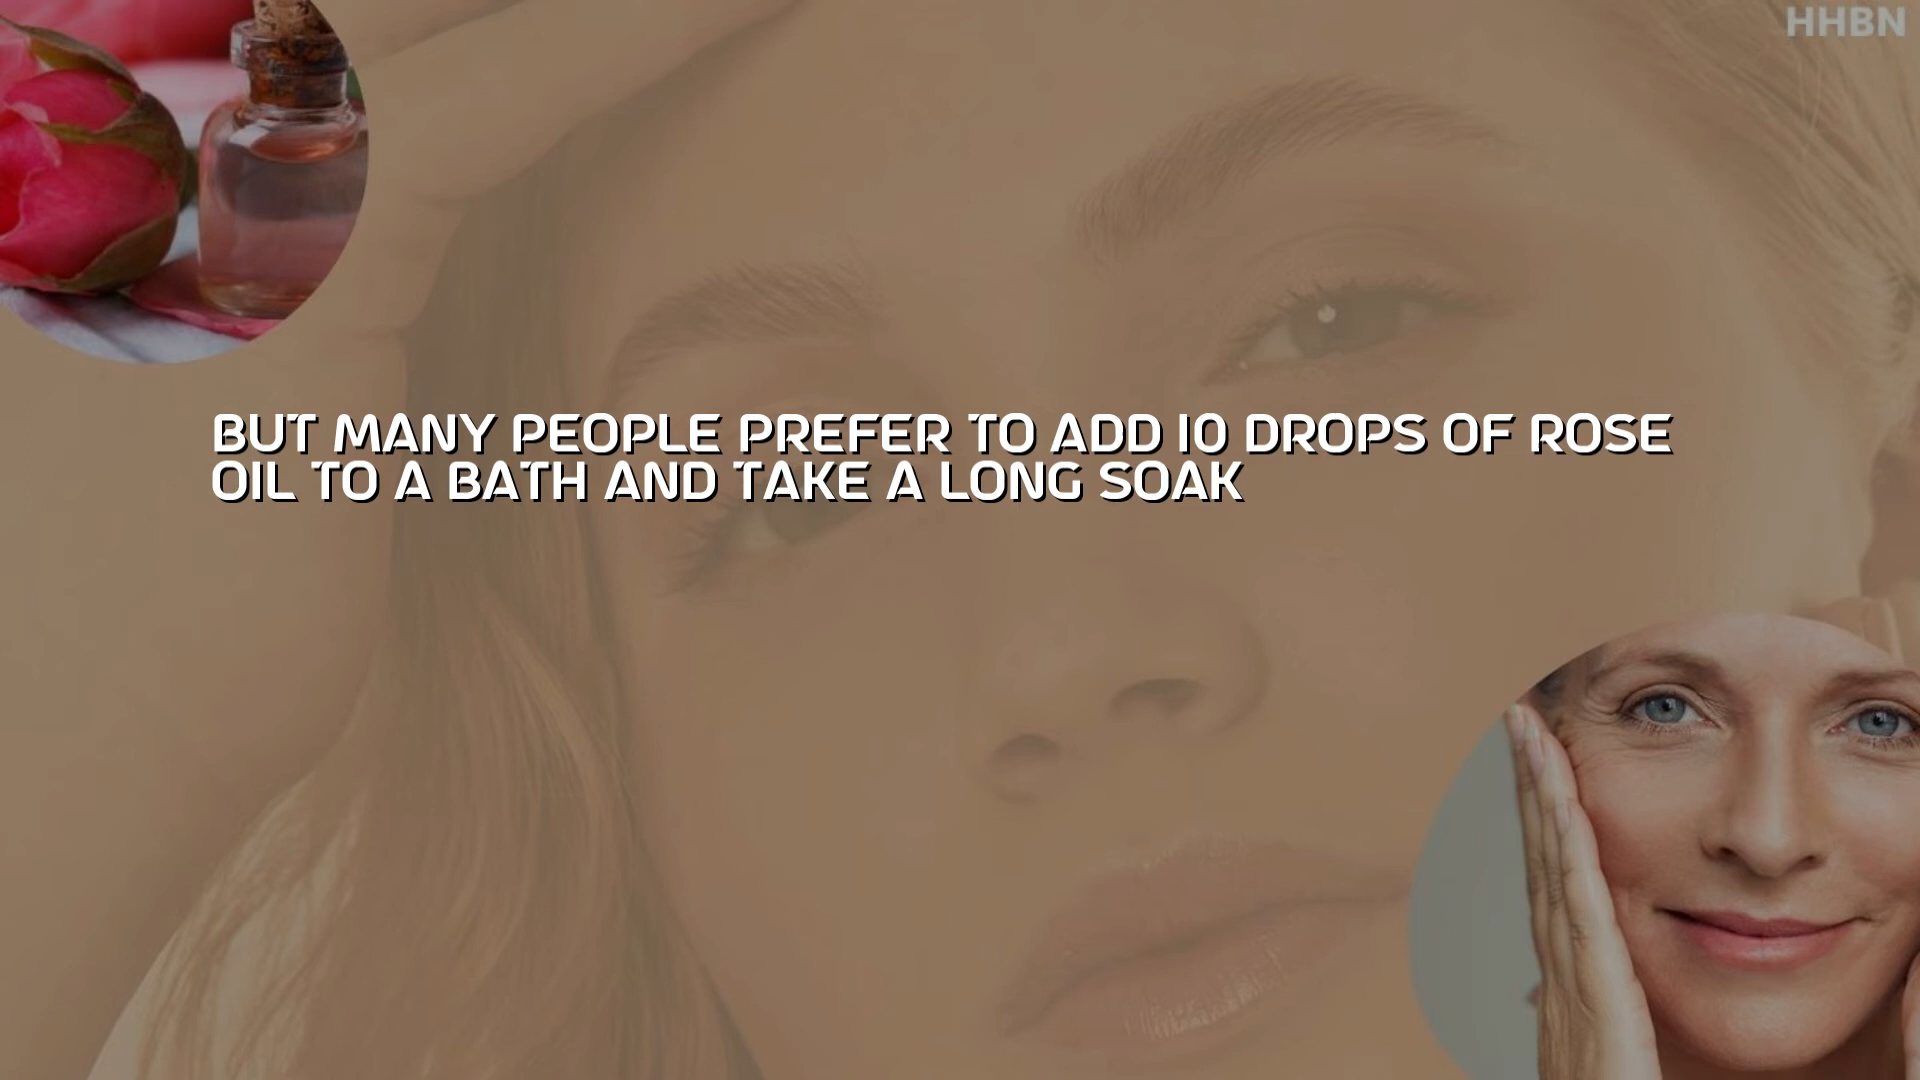 HHBN
BUT MANY PEOPLE PREFER TO ADD 10 DROPS OF ROSE
OIL TO A BATH AND TAKE A LONG SOAK